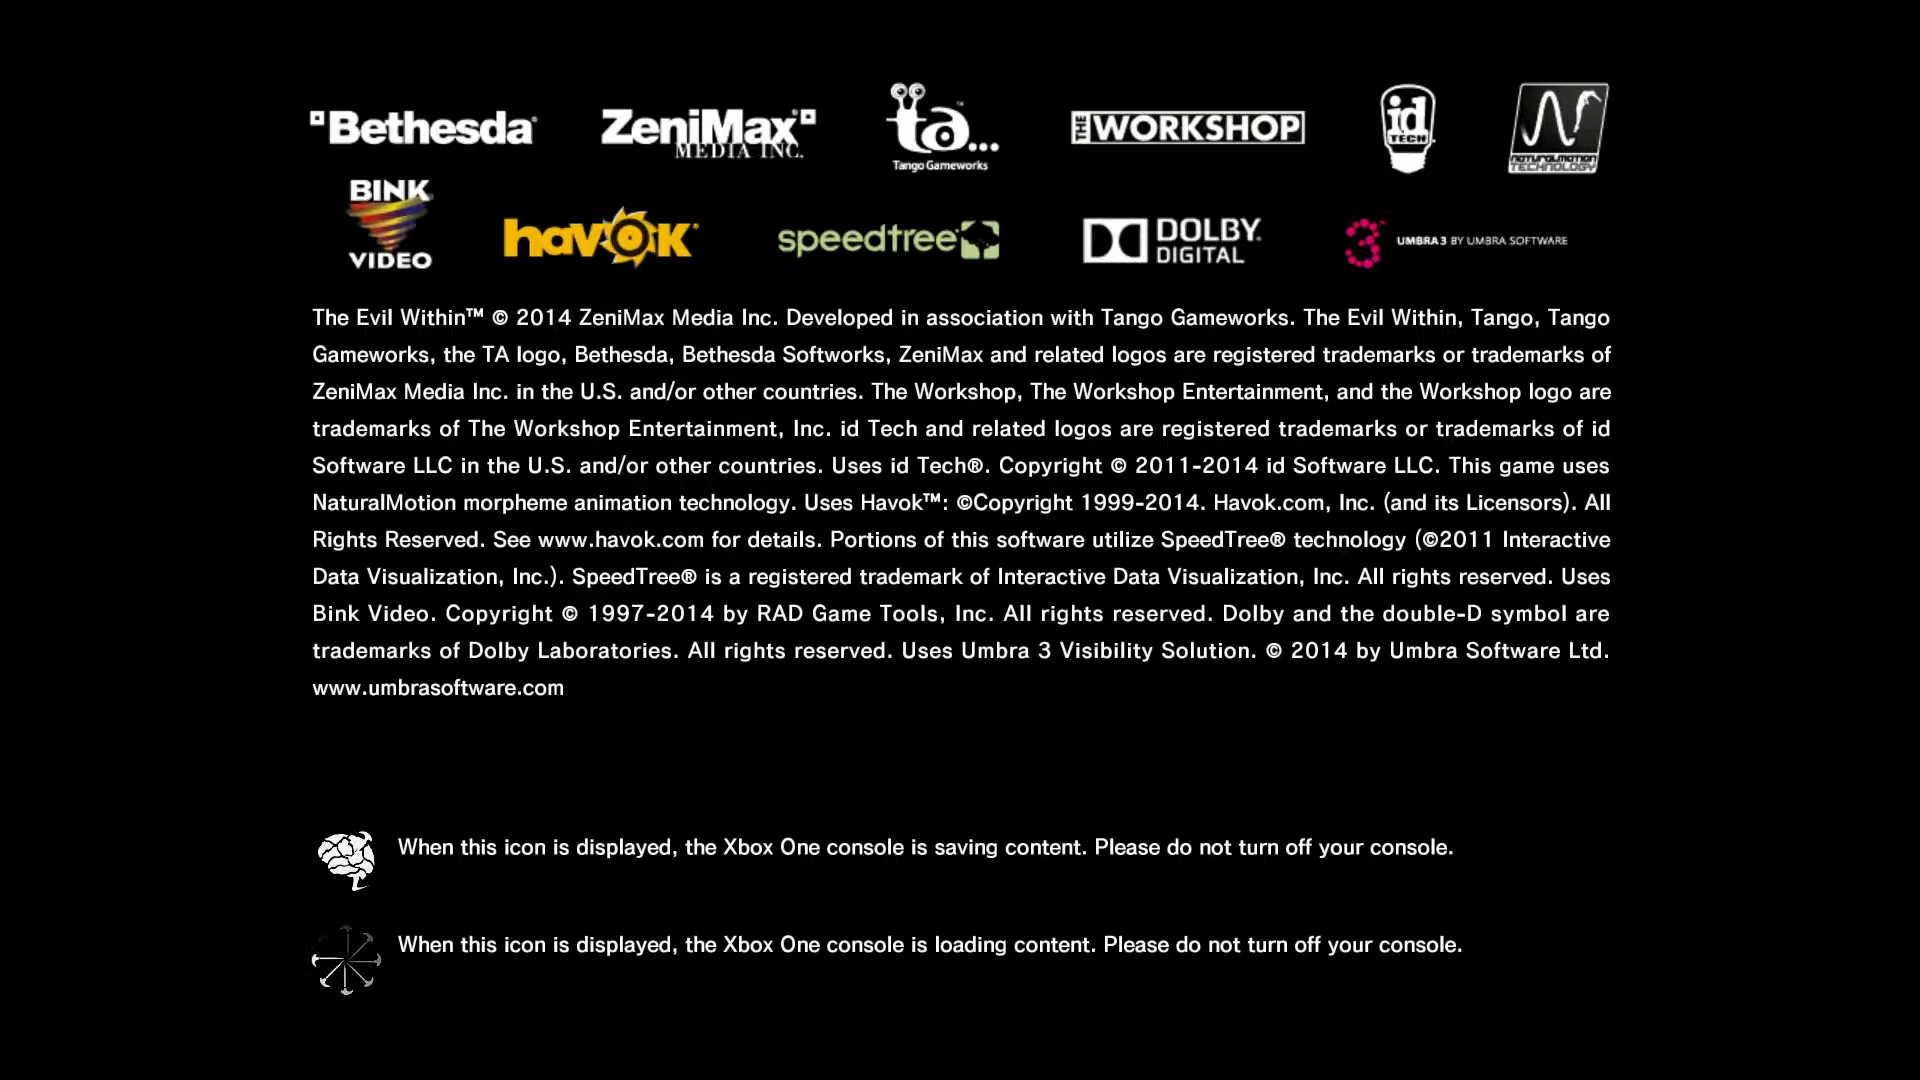 Bethesda ZeniMax MEDIA INC. ta... Tango Gameworks THE WORKSHOP id TECH NATURALMOTION TECHNOLOGY
BINK VIDEO havok speedtree DOLBY DIGITAL 3 UMBRA 3 BY UMBRA SOFTWARE
The Evil Within™ © 2014 ZeniMax Media Inc. Developed in association with Tango Gameworks. The Evil Within, Tango, Tango
Gameworks, the TA logo, Bethesda, Bethesda Softworks, ZeniMax and related logos are registered trademarks or trademarks of
ZeniMax Media Inc. in the U.S. and/or other countries. The Workshop, The Workshop Entertainment, and the Workshop logo are
trademarks of The Workshop Entertainment, Inc. id Tech and related logos are registered trademarks or trademarks of id
Software LLC in the U.S. and/or other countries. Uses id Tech®. Copyright © 2011-2014 id Software LLC. This game uses
NaturalMotion morpheme animation technology. Uses Havok™: ©Copyright 1999-2014. Havok.com, Inc. (and its Licensors). All
Rights Reserved. See www.havok.com for details. Portions of this software utilize SpeedTree® technology (©2011 Interactive
Data Visualization, Inc.). SpeedTree® is a registered trademark of Interactive Data Visualization, Inc. All rights reserved. Uses
Bink Video. Copyright © 1997-2014 by RAD Game Tools, Inc. All rights reserved. Dolby and the double-D symbol are
trademarks of Dolby Laboratories. All rights reserved. Uses Umbra 3 Visibility Solution. © 2014 by Umbra Software Ltd.
www.umbrasoftware.com
When this icon is displayed, the Xbox One console is saving content. Please do not turn off your console.
When this icon is displayed, the Xbox One console is loading content. Please do not turn off your console.